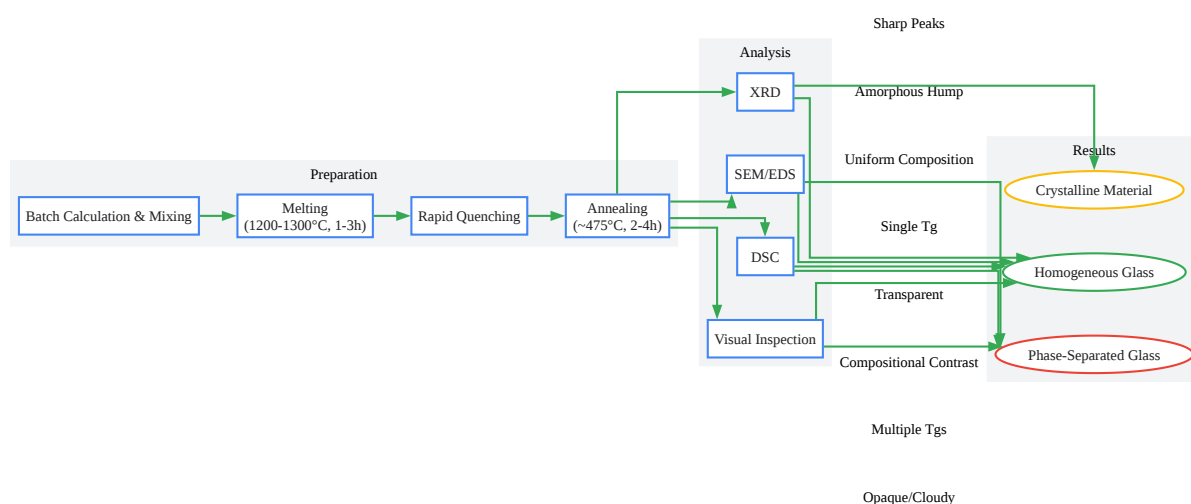 Sharp Peaks
Analysis
XRD
Amorphous Hump
Results
Uniform Composition
Preparation
SEM/EDS
Crystalline Material
Batch Calculation & Mixing
Melting
(1200-1300°C, 1-3h)
Rapid Quenching
Annealing
(~475°C, 2-4h)
Single Tg
DSC
Homogeneous Glass
Transparent
Visual Inspection
Phase-Separated Glass
Compositional Contrast
Multiple Tgs
Opaque/Cloudy